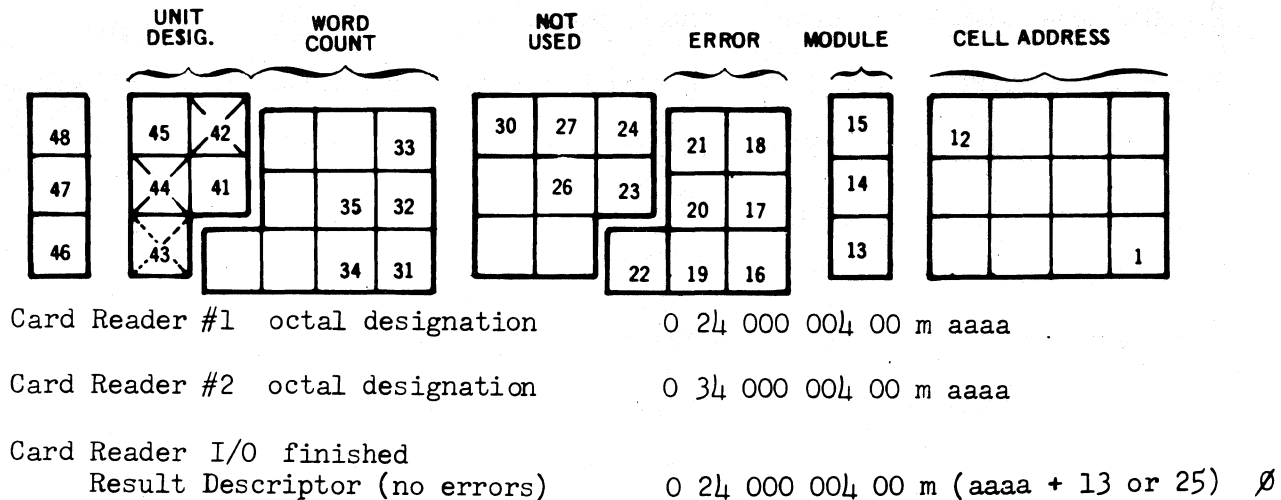 UNIT DESIG. WORD COUNT NOT USED ERROR MODULE CELL ADDRESS
48 45 42 33 30 27 24 21 18 15 12
47 44 41 35 32 26 23 20 17 14
46 43 34 31 22 19 16 13 1
Card Reader #1 octal designation 0 24 000 004 00 m aaaa
Card Reader #2 octal designation 0 34 000 004 00 m aaaa
Card Reader I/O finished
Result Descriptor (no errors) 0 24 000 004 00 m (aaaa + 13 or 25) Ø